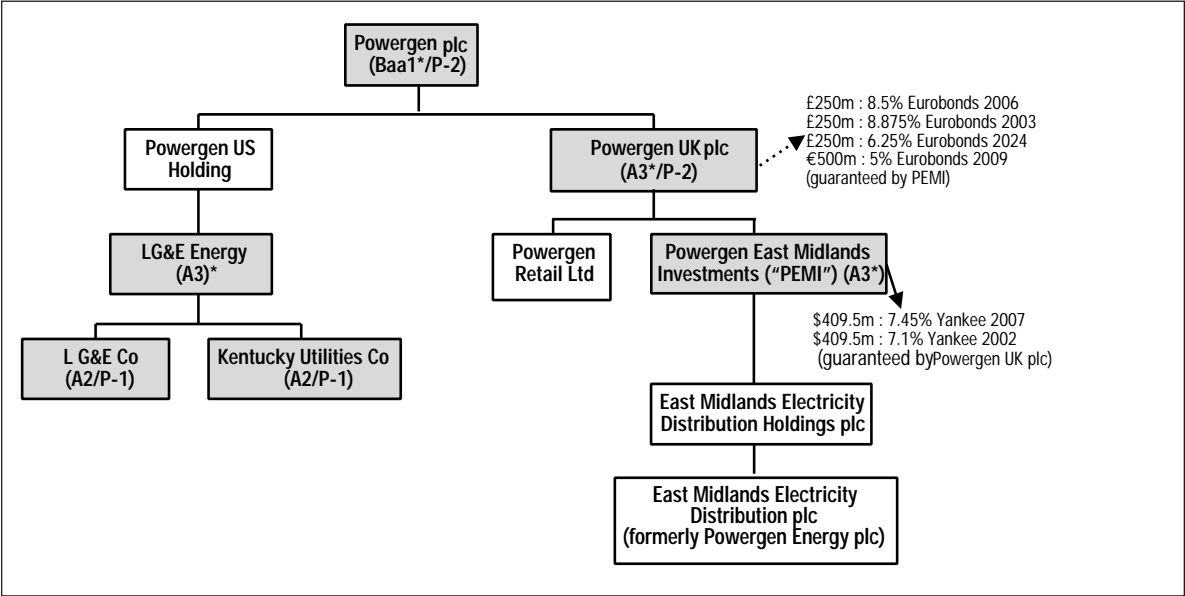 Powergen plc
(Baa1*/P-2)
£250m : 8.5% Eurobonds 2006
£250m : 8.875% Eurobonds 2003
£250m : 6.25% Eurobonds 2024
€500m : 5% Eurobonds 2009
(guaranteed by PEMI)
Powergen US
Holding
Powergen UK plc
(A3*/P-2)
LG&E Energy
(A3)*
Powergen
Retail Ltd
Powergen East Midlands
Investments (“PEMI”) (A3*)
$409.5m : 7.45% Yankee 2007
$409.5m : 7.1% Yankee 2002
(guaranteed by Powergen UK plc)
L G&E Co
(A2/P-1)
Kentucky Utilities Co
(A2/P-1)
East Midlands Electricity
Distribution Holdings plc
East Midlands Electricity
Distribution plc
(formerly Powergen Energy plc)